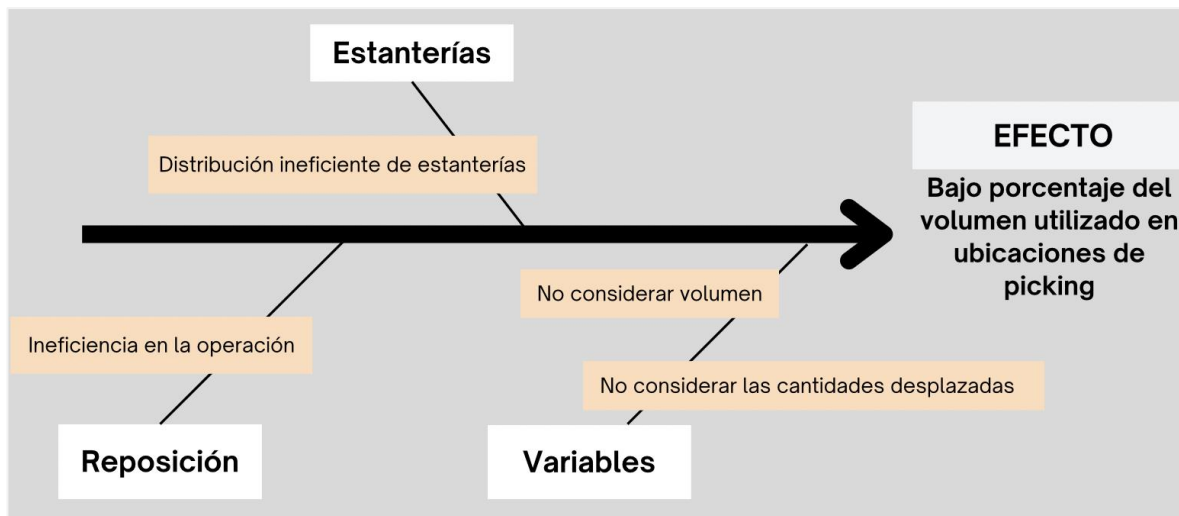 Estanterías
EFECTO
Distribución ineficiente de estanterías
Bajo porcentaje del
volumen utilizado en
ubicaciones de
picking
No considerar volumen
Ineficiencia en la operación
No considerar las cantidades desplazadas
Reposición
Variables